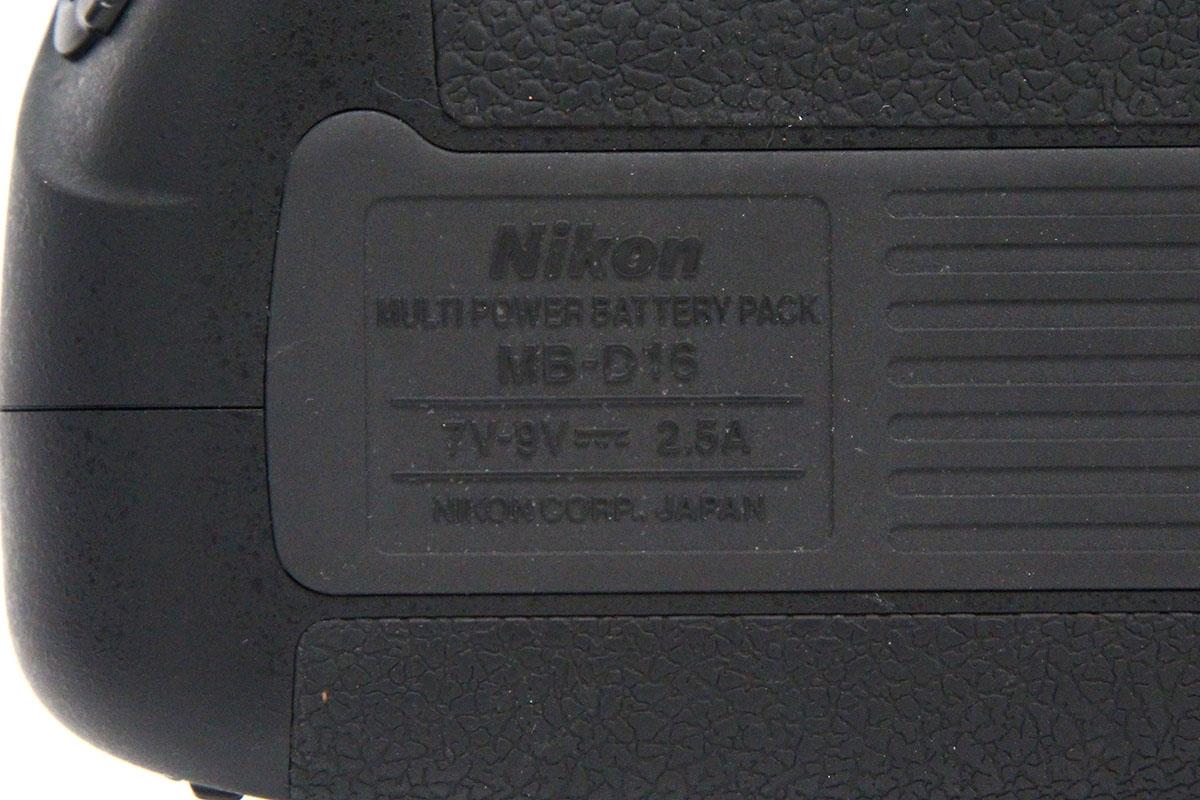 Nikon
MULTI POWER BATTERY PACK
MB-D16
7V-9V⎓ 2.5A
NIKON CORP., JAPAN